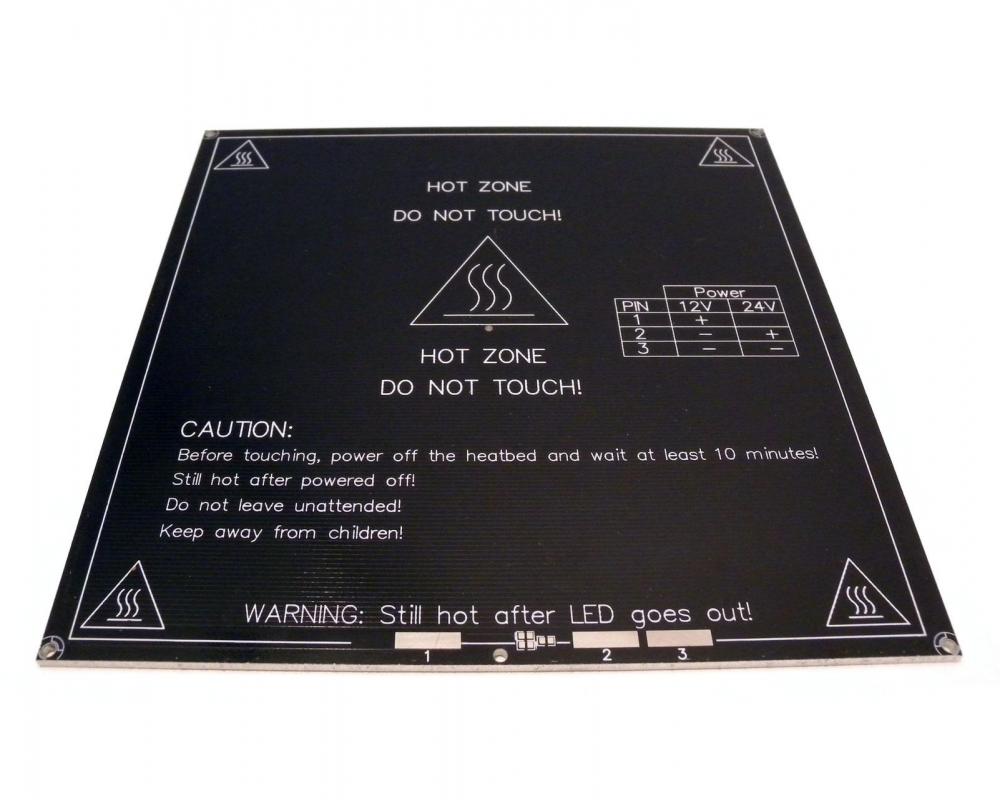 HOT ZONE
DO NOT TOUCH!
Power
PIN 12V 24V
1 +
2 – +
3 – –
HOT ZONE
DO NOT TOUCH!
CAUTION:
Before touching, power off the heatbed and wait at least 10 minutes!
Still hot after powered off!
Do not leave unattended!
Keep away from children!
WARNING: Still hot after LED goes out!
1 2 3